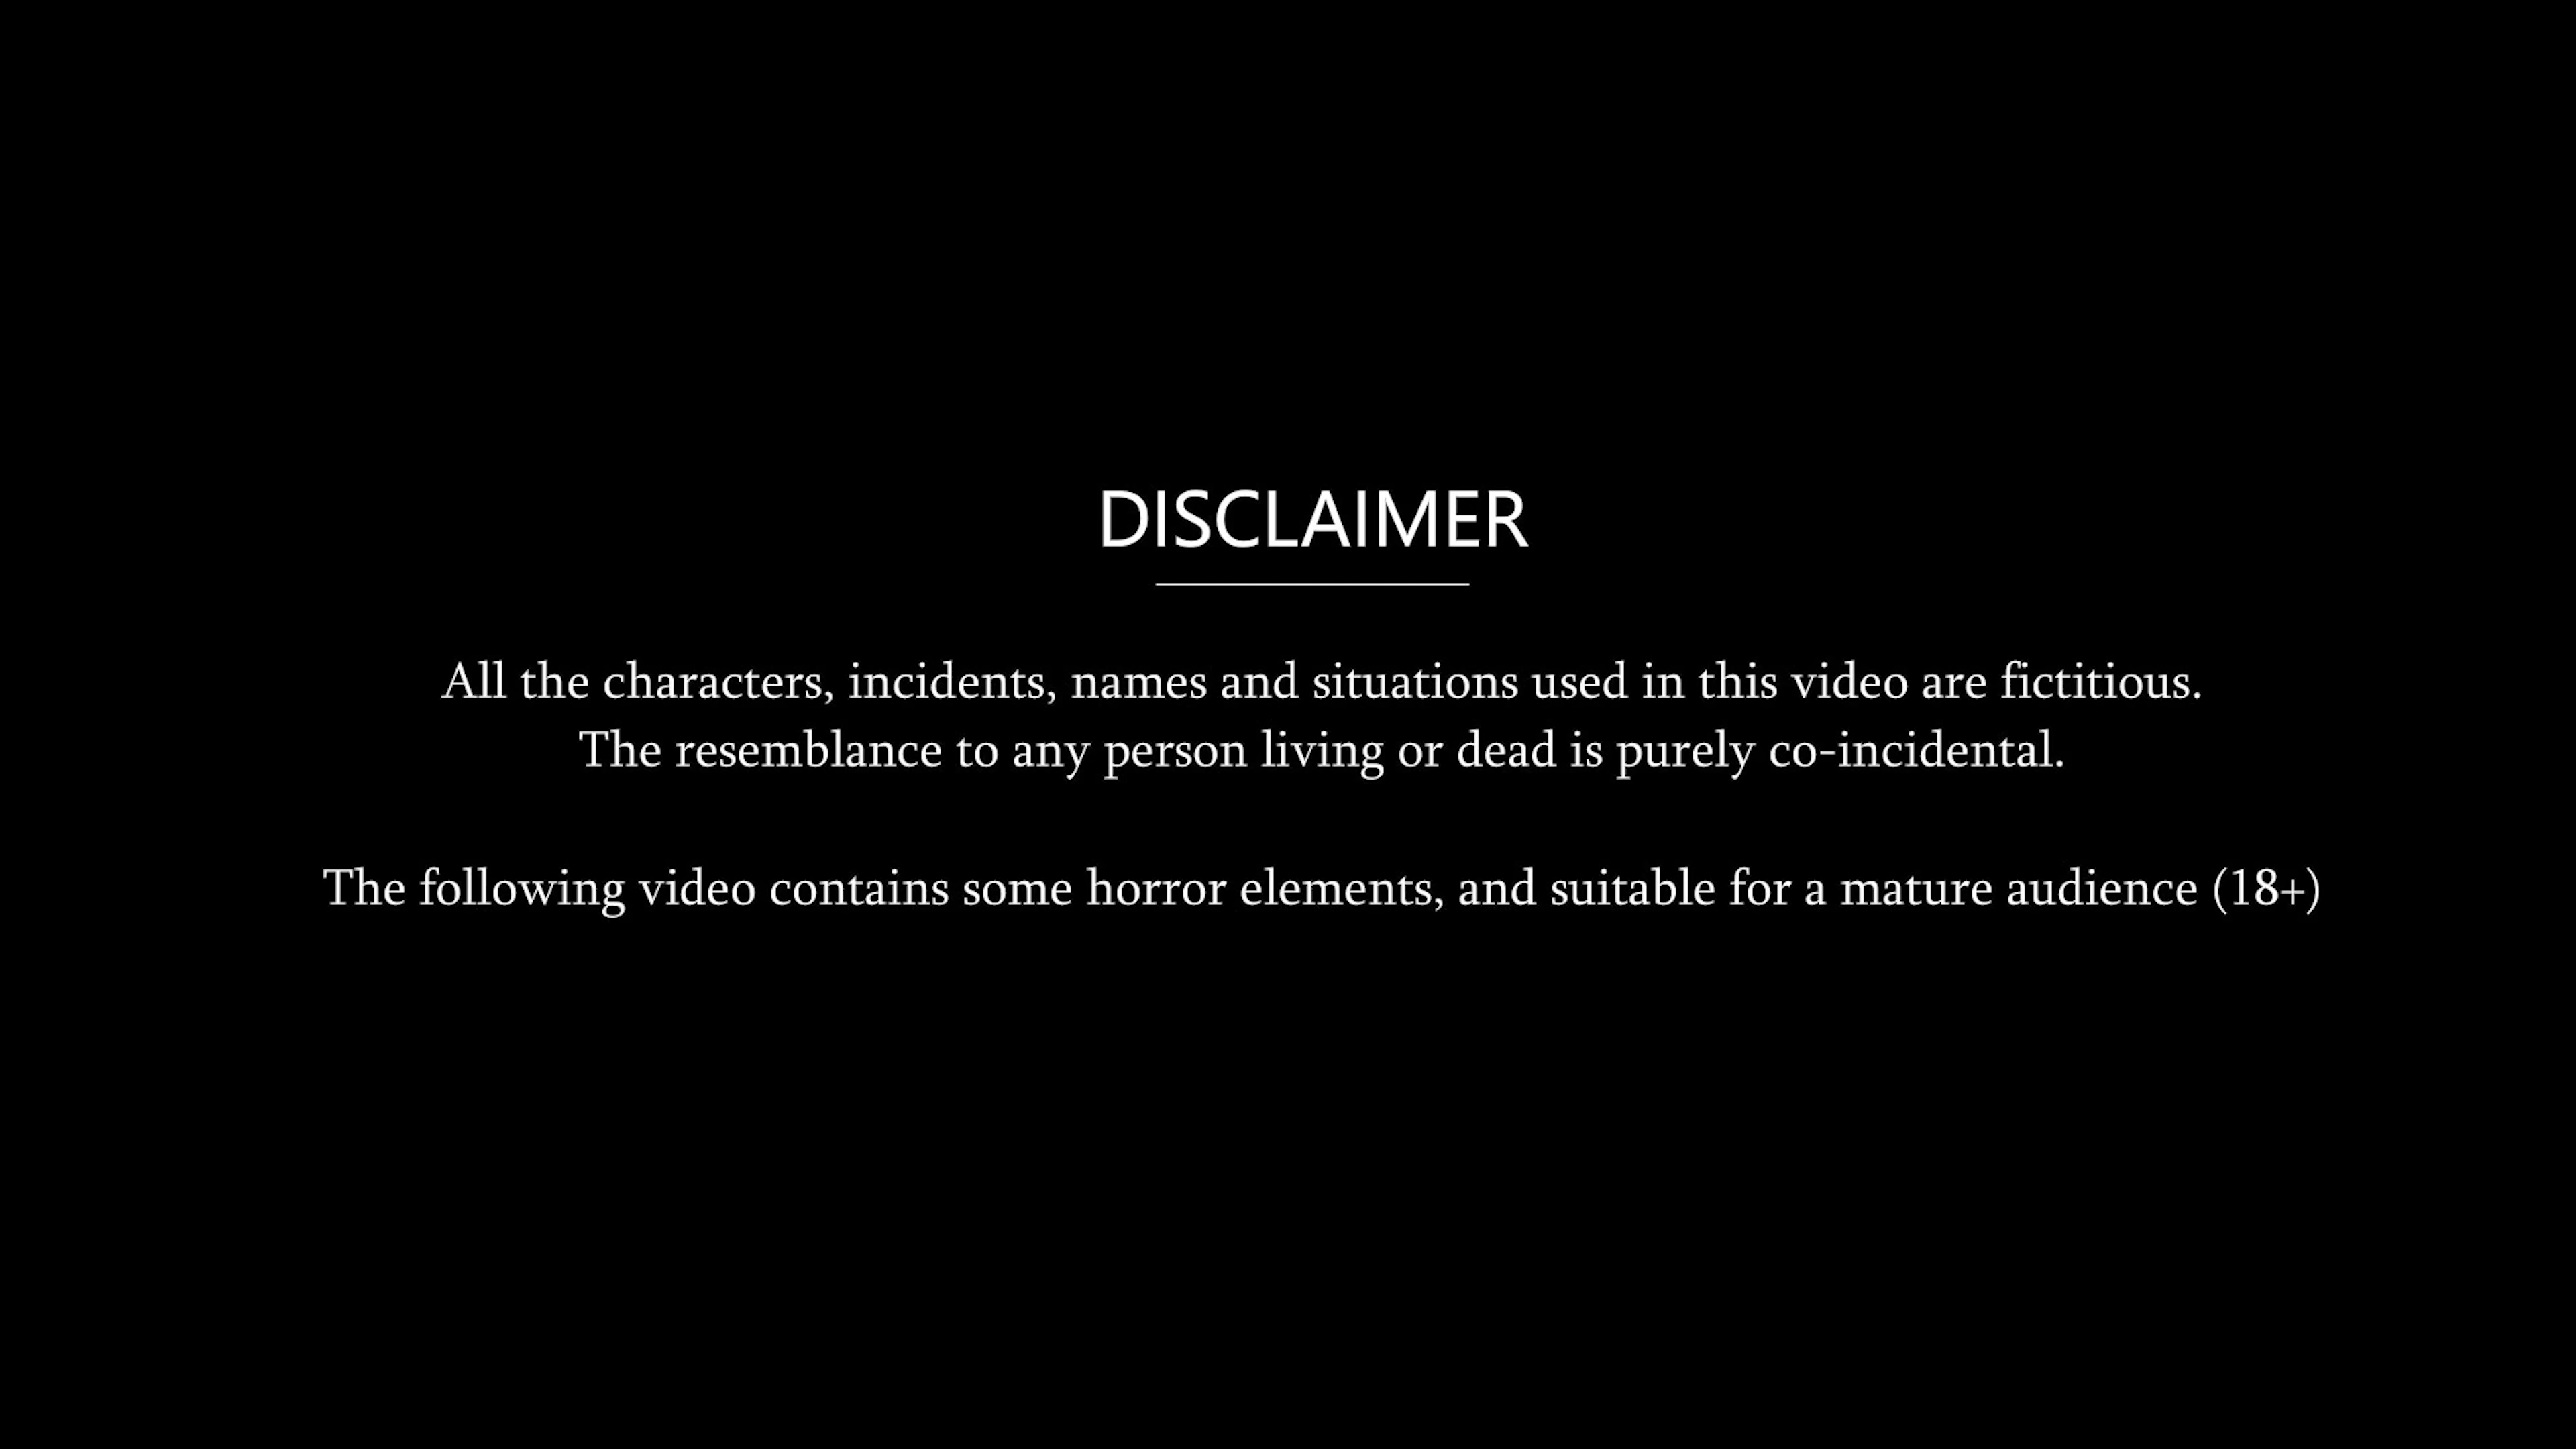 DISCLAIMER
All the characters, incidents, names and situations used in this video are fictitious.
The resemblance to any person living or dead is purely co-incidental.
The following video contains some horror elements, and suitable for a mature audience (18+)